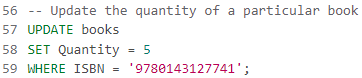 56 -- Update the quantity of a particular book
57 UPDATE books
58 SET Quantity = 5
59 WHERE ISBN = '9780143127741';